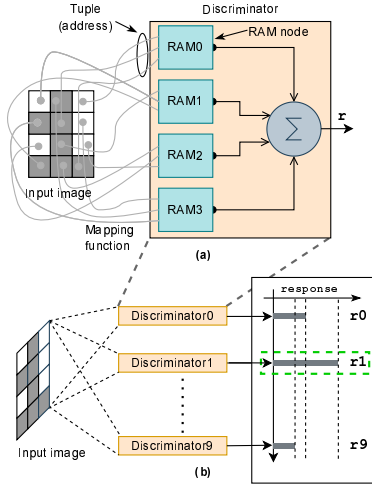 Tuple
(address)
Discriminator
RAM node
RAM0
RAM1
RAM2
RAM3
Σ
r
Input image
Mapping
function
(a)
response
Discriminator0
r0
Discriminator1
r1
Discriminator9
r9
Input image
(b)